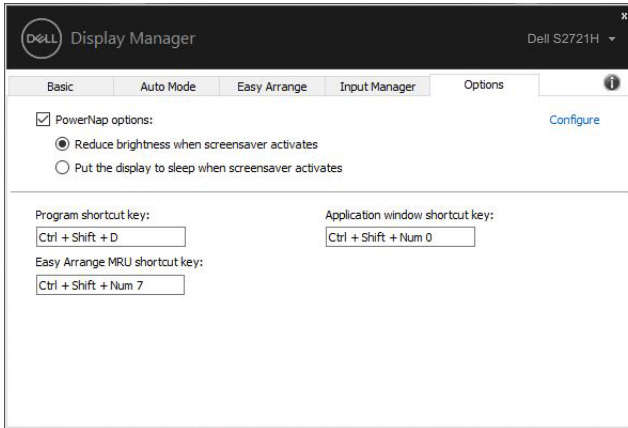 x
DELL Display Manager
Dell S2721H
Basic Auto Mode Easy Arrange Input Manager Options
PowerNap options: Configure
Reduce brightness when screensaver activates
Put the display to sleep when screensaver activates
Program shortcut key: Application window shortcut key:
Ctrl + Shift + D Ctrl + Shift + Num 0
Easy Arrange MRU shortcut key:
Ctrl + Shift + Num 7